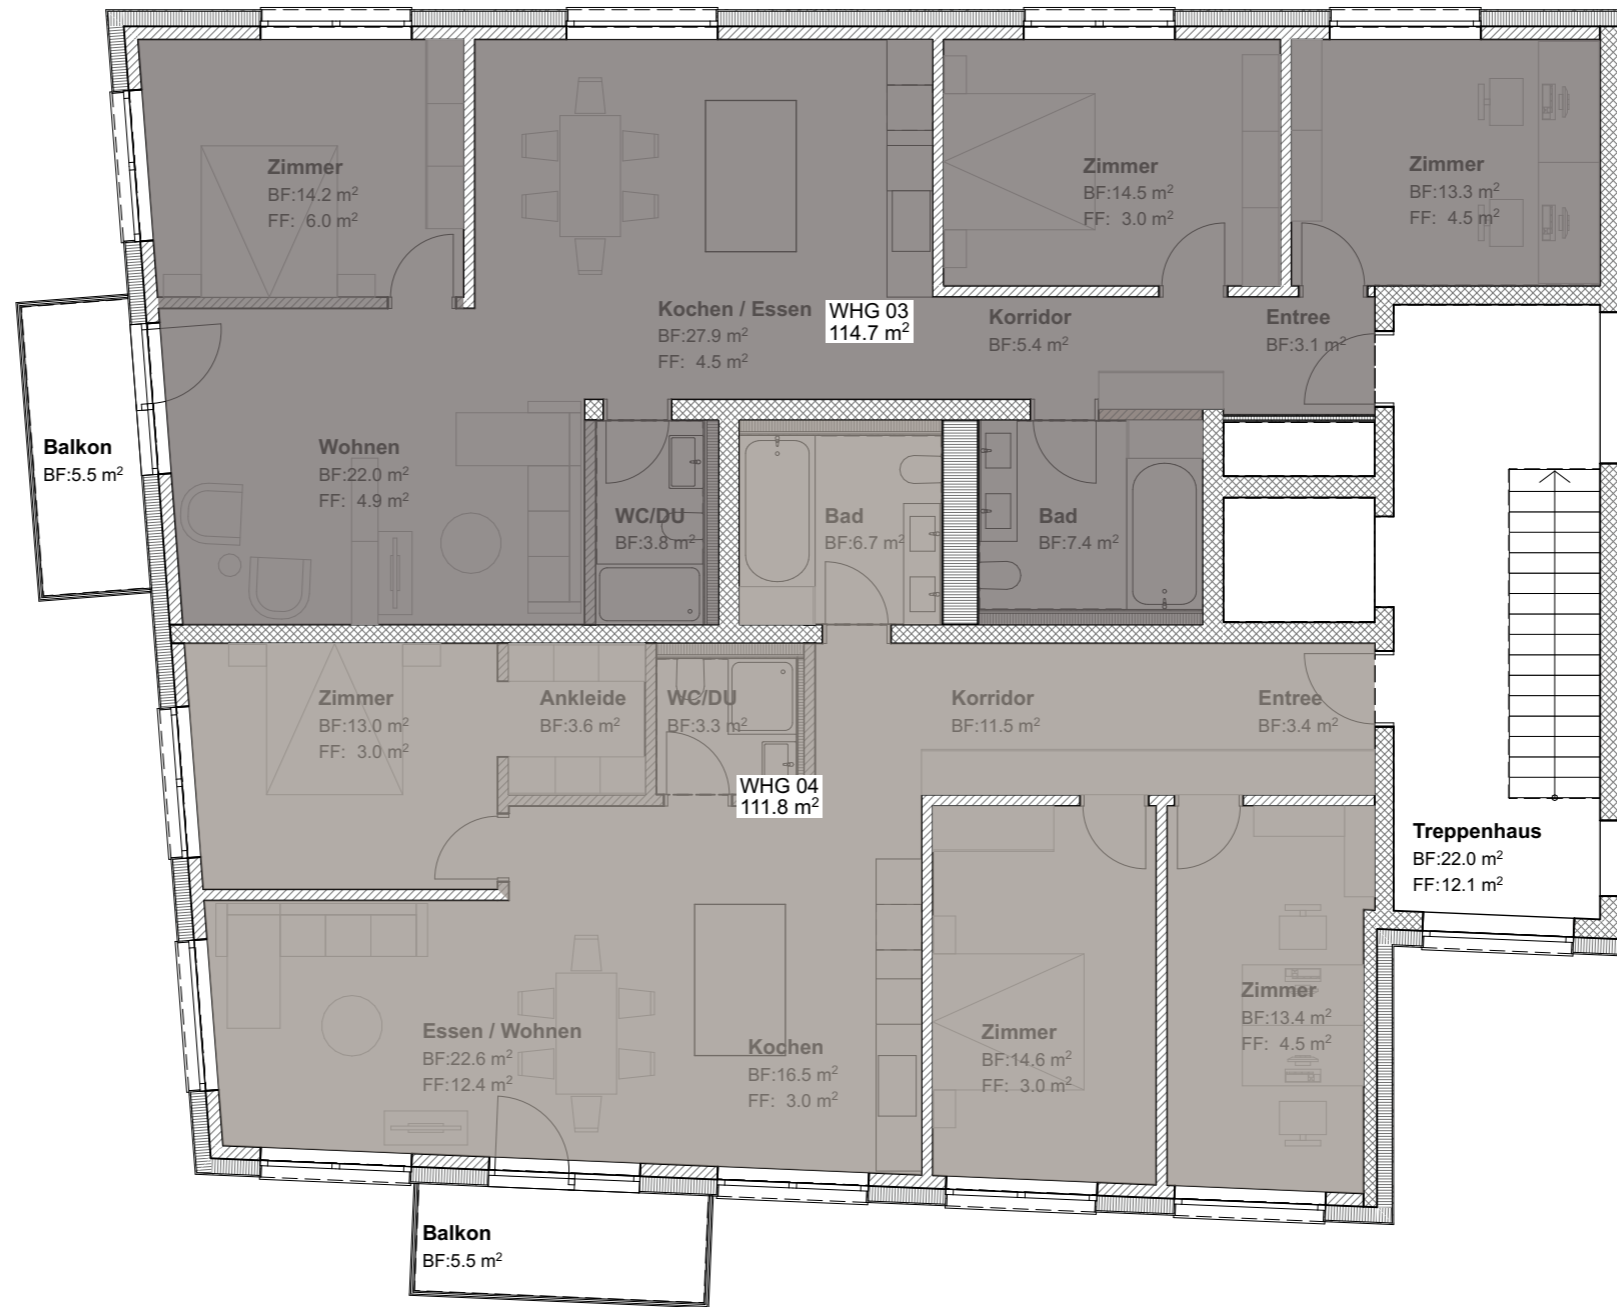 Zimmer
BF:14.2 m²
FF: 6.0 m²
Zimmer
BF:14.5 m²
FF: 3.0 m²
Zimmer
BF:13.3 m²
FF: 4.5 m²
Kochen / Essen
BF:27.9 m²
FF: 4.5 m²
WHG 03
114.7 m²
Korridor
BF:5.4 m²
Entree
BF:3.1 m²
Balkon
BF:5.5 m²
Wohnen
BF:22.0 m²
FF: 4.9 m²
WC/DU
BF:3.8 m²
Bad
BF:6.7 m²
Bad
BF:7.4 m²
Zimmer
BF:13.0 m²
FF: 3.0 m²
Ankleide
BF:3.6 m²
WC/DU
BF:3.3 m²
Korridor
BF:11.5 m²
Entree
BF:3.4 m²
WHG 04
111.8 m²
Treppenhaus
BF:22.0 m²
FF:12.1 m²
Essen / Wohnen
BF:22.6 m²
FF:12.4 m²
Kochen
BF:16.5 m²
FF: 3.0 m²
Zimmer
BF:14.6 m²
FF: 3.0 m²
Zimmer
BF:13.4 m²
FF: 4.5 m²
Balkon
BF:5.5 m²